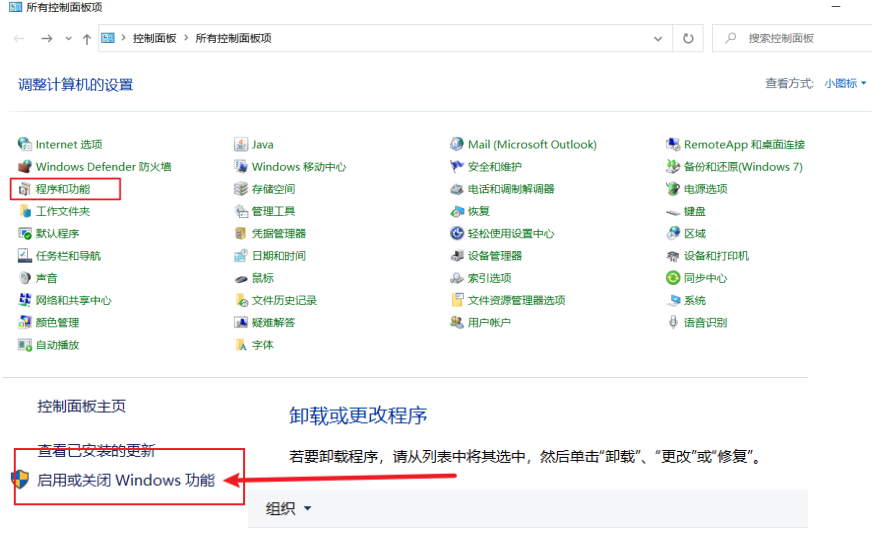 所有控制面板项
控制面板 › 所有控制面板项
搜索控制面板
调整计算机的设置
查看方式: 小图标
Internet 选项 Java Mail (Microsoft Outlook) RemoteApp 和桌面连接
Windows Defender 防火墙 Windows 移动中心 安全和维护 备份和还原(Windows 7)
程序和功能 存储空间 电话和调制解调器 电源选项
工作文件夹 管理工具 恢复 键盘
默认程序 凭据管理器 轻松使用设置中心 区域
任务栏和导航 日期和时间 设备管理器 设备和打印机
声音 鼠标 索引选项 同步中心
网络和共享中心 文件历史记录 文件资源管理器选项 系统
颜色管理 疑难解答 用户帐户 语音识别
自动播放 字体
控制面板主页
查看已安装的更新
启用或关闭 Windows 功能
卸载或更改程序
若要卸载程序，请从列表中将其选中，然后单击“卸载”、“更改”或“修复”。
组织